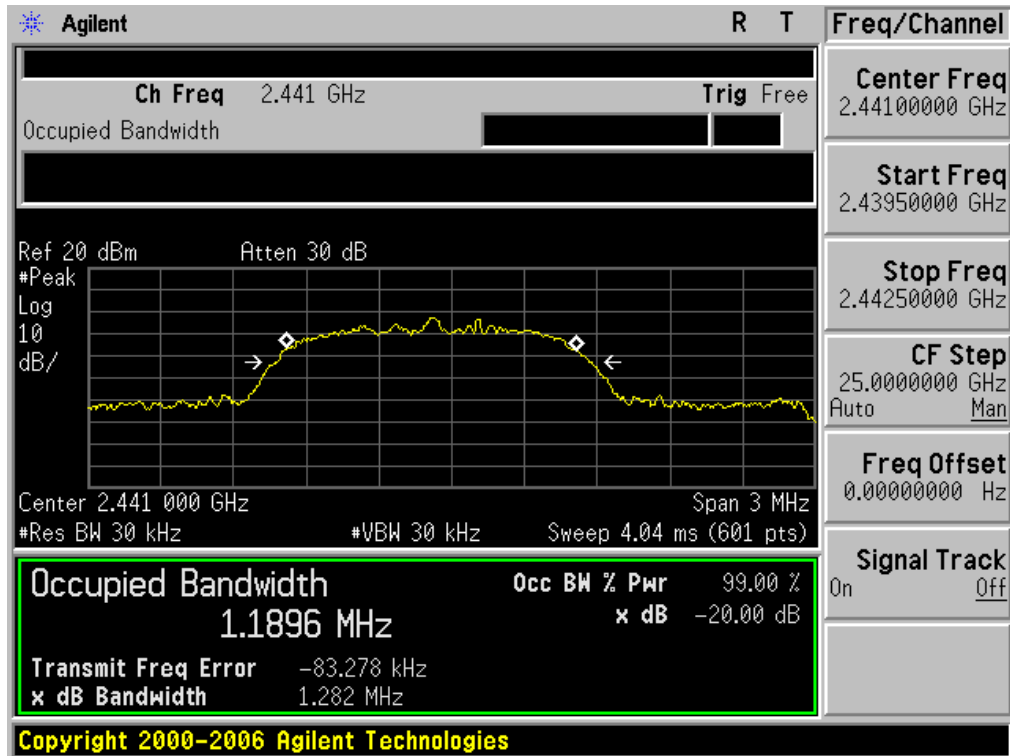 Agilent R T Freq/Channel
Ch Freq 2.441 GHz Trig Free
Occupied Bandwidth
Center Freq
2.44100000 GHz
Start Freq
2.43950000 GHz
Stop Freq
2.44250000 GHz
CF Step
25.0000000 GHz
Auto Man
Freq Offset
0.00000000 Hz
Signal Track
On Off
Ref 20 dBm Atten 30 dB
#Peak
Log
10
dB/
Center 2.441 000 GHz Span 3 MHz
#Res BW 30 kHz #VBW 30 kHz Sweep 4.04 ms (601 pts)
Occupied Bandwidth Occ BW % Pwr 99.00 %
1.1896 MHz x dB -20.00 dB
Transmit Freq Error -83.278 kHz
x dB Bandwidth 1.282 MHz
Copyright 2000-2006 Agilent Technologies